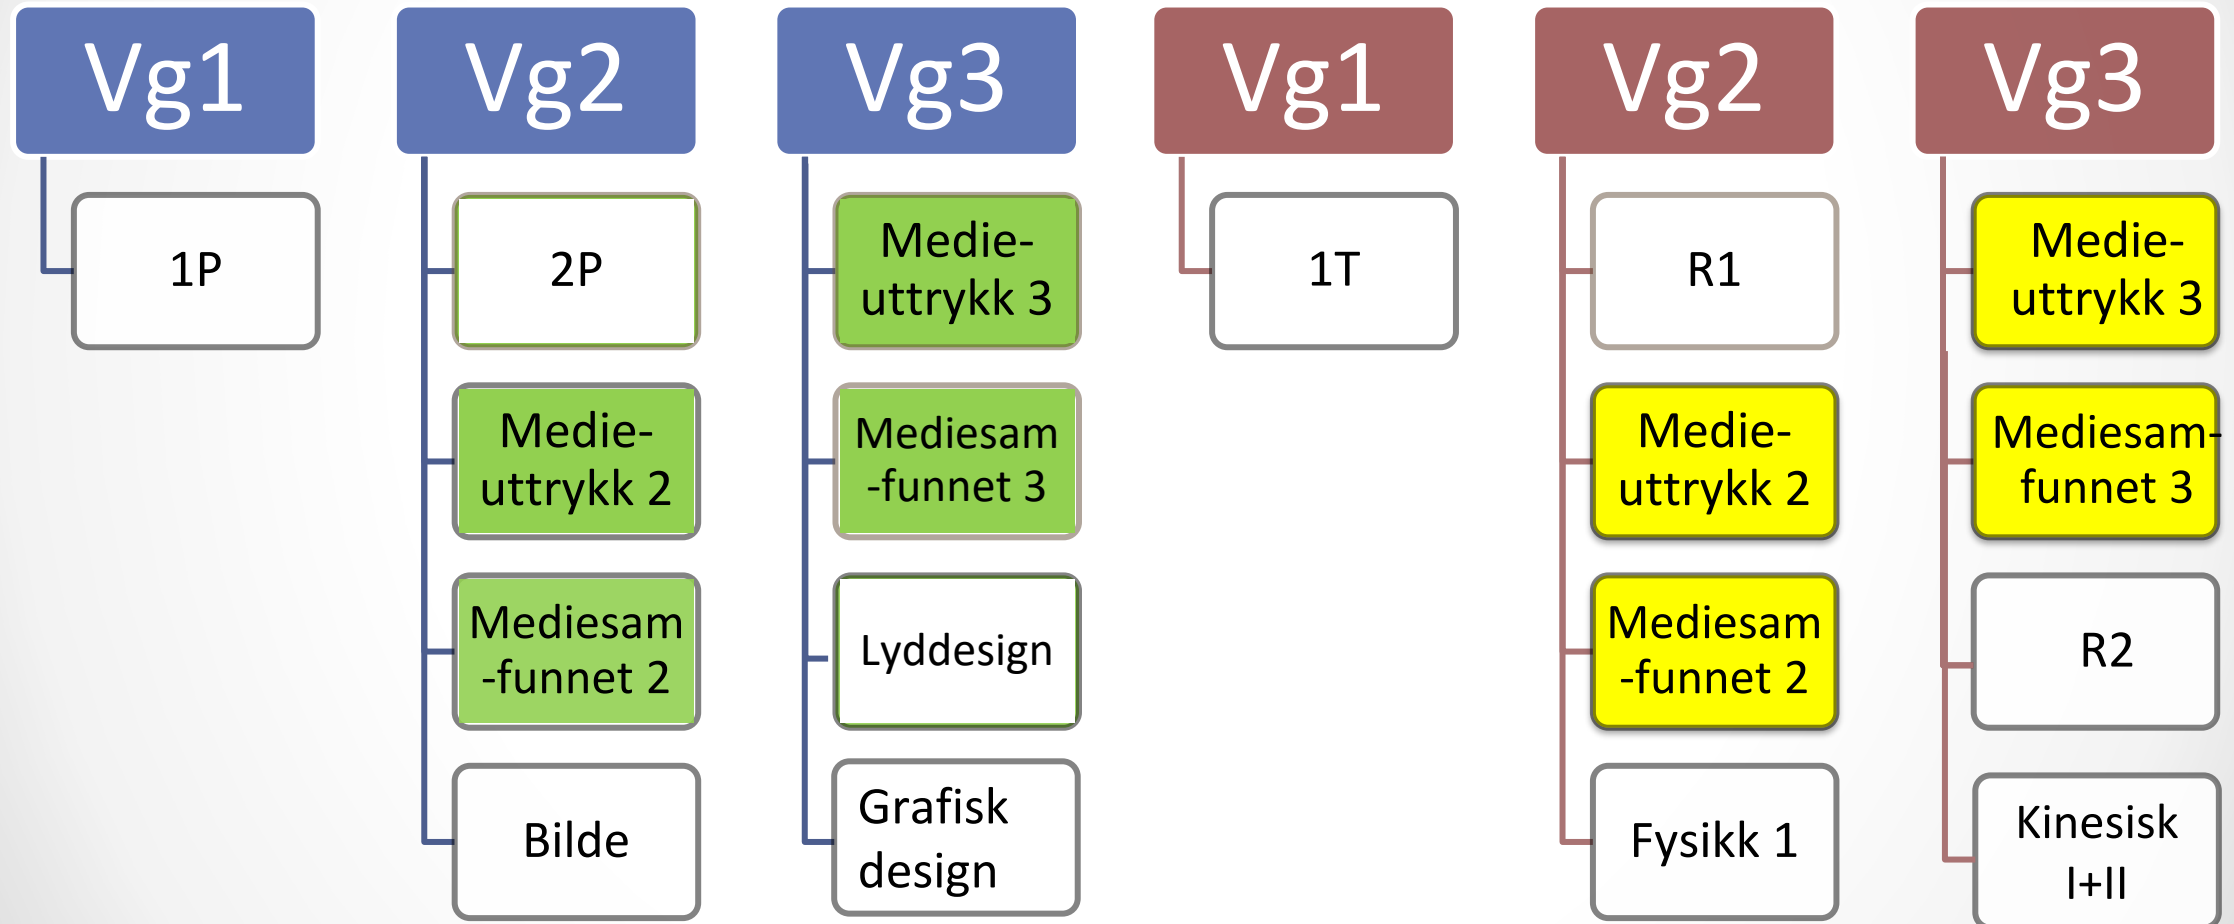 Vg1
1P
Vg2
2P
Medie-
uttrykk 2
Mediesam
-funnet 2
Bilde
Vg3
Medie-
uttrykk 3
Mediesam
-funnet 3
Lyddesign
Grafisk
design
Vg1
1T
Vg2
R1
Medie-
uttrykk 2
Mediesam
-funnet 2
Fysikk 1
Vg3
Medie-
uttrykk 3
Mediesam-
funnet 3
R2
Kinesisk
I+II